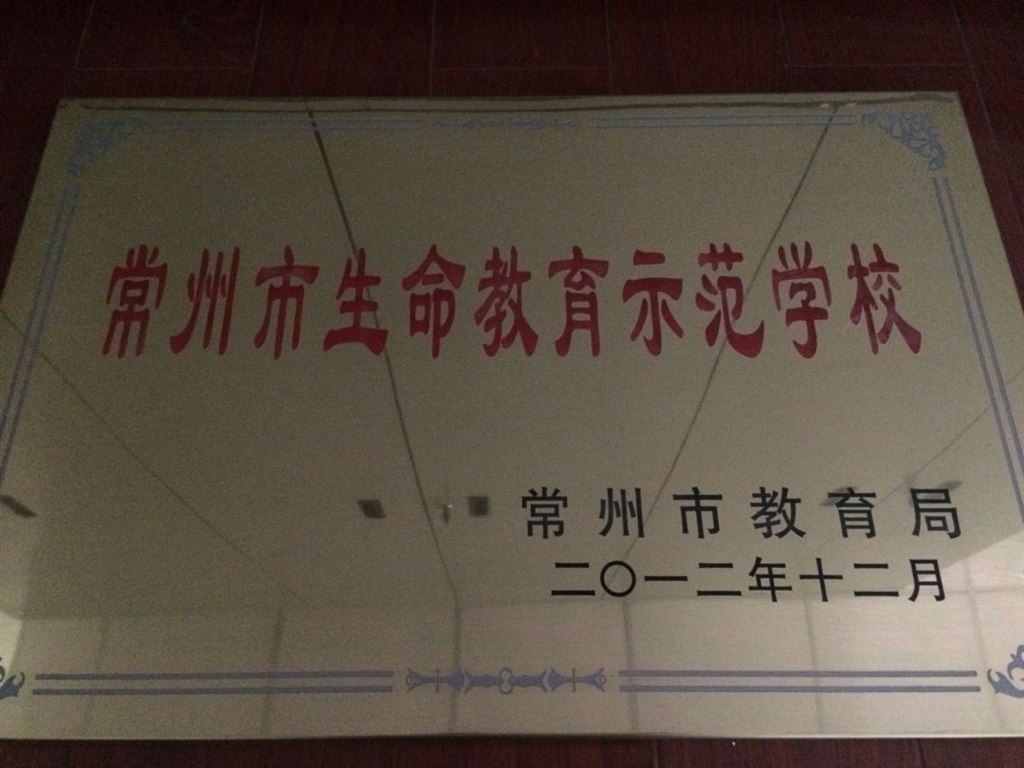 常州市生命教育示范学校
常州市教育局
二〇一二年十二月